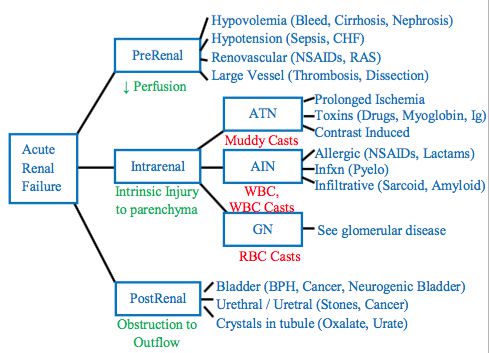 Hypovolemia (Bleed, Cirrhosis, Nephrosis)
Hypotension (Sepsis, CHF)
PreRenal
Renovascular (NSAIDs, RAS)
Large Vessel (Thrombosis, Dissection)
↓ Perfusion
Prolonged Ischemia
ATN
Toxins (Drugs, Myoglobin, Ig)
Contrast Induced
Muddy Casts
Acute
Renal
Failure
Intrarenal
Intrinsic Injury
to parenchyma
Allergic (NSAIDs, Lactams)
AIN
Infxn (Pyelo)
Infiltrative (Sarcoid, Amyloid)
WBC,
WBC Casts
GN
See glomerular disease
RBC Casts
Bladder (BPH, Cancer, Neurogenic Bladder)
PostRenal
Urethral / Uretral (Stones, Cancer)
Crystals in tubule (Oxalate, Urate)
Obstruction to
Outflow